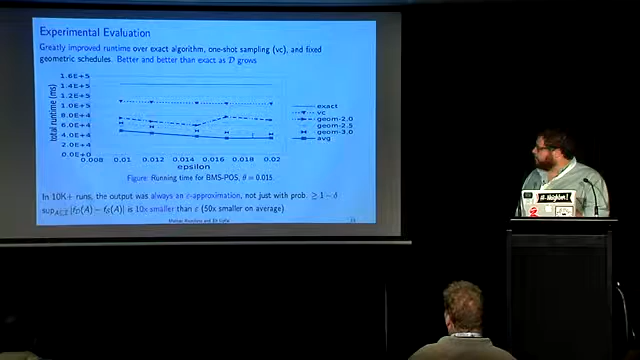 Experimental Evaluation
Greatly improved runtime over exact algorithm, one-shot sampling (vc), and fixed
geometric schedules. Better and better than exact as D grows
1.6E+5
1.4E+5
1.2E+5
1.0E+5
8.0E+4
6.0E+4
4.0E+4
2.0E+4
0.0E+0
total runtime (ms)
0.008
0.01
0.012
0.014
0.016
0.018
0.02
epsilon
exact
vc
geom-2.0
geom-2.5
geom-3.0
avg
Figure: Running time for BMS-POS, θ = 0.015.
In 10K+ runs, the output was always an ε-approximation, not just with prob. ≥ 1 − δ
is 10x smaller than ε (50x smaller on average)